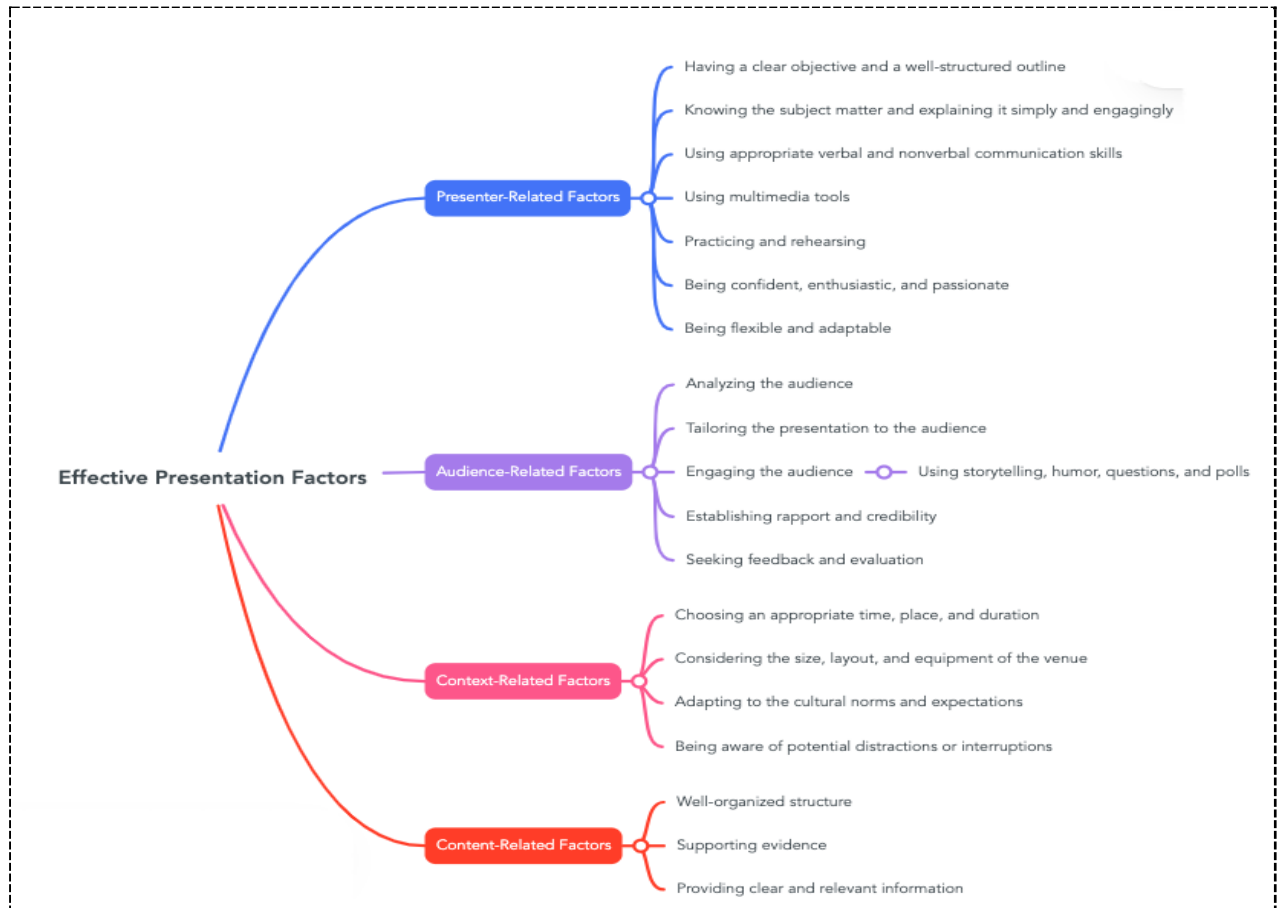 Effective Presentation Factors
Presenter-Related Factors
Having a clear objective and a well-structured outline
Knowing the subject matter and explaining it simply and engagingly
Using appropriate verbal and nonverbal communication skills
Using multimedia tools
Practicing and rehearsing
Being confident, enthusiastic, and passionate
Being flexible and adaptable
Audience-Related Factors
Analyzing the audience
Tailoring the presentation to the audience
Engaging the audience
Using storytelling, humor, questions, and polls
Establishing rapport and credibility
Seeking feedback and evaluation
Context-Related Factors
Choosing an appropriate time, place, and duration
Considering the size, layout, and equipment of the venue
Adapting to the cultural norms and expectations
Being aware of potential distractions or interruptions
Content-Related Factors
Well-organized structure
Supporting evidence
Providing clear and relevant information